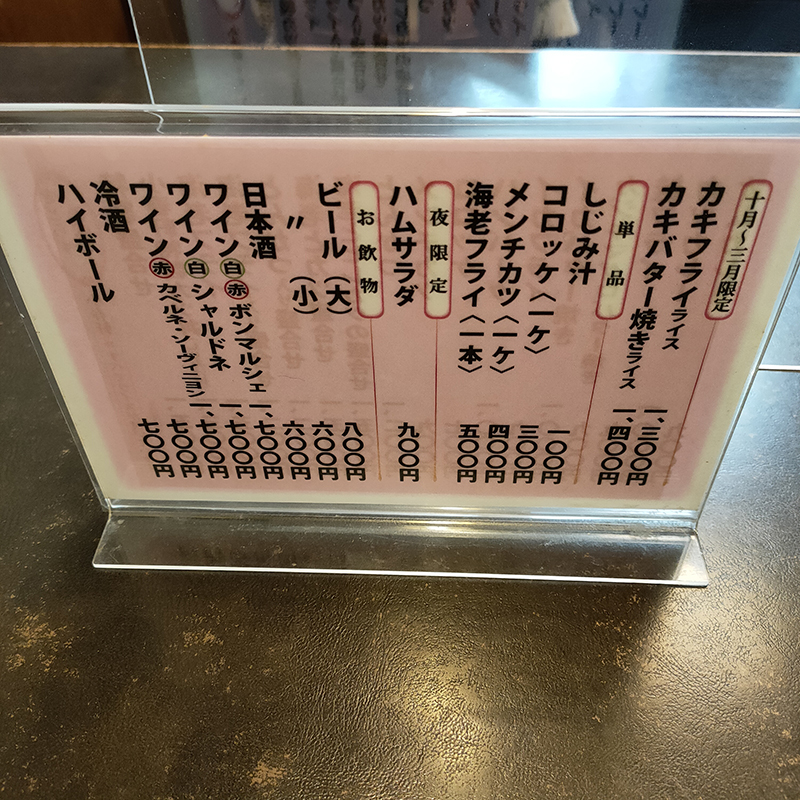 十月〜三月限定
カキフライライス 一、三〇〇円
カキバター焼きライス 一、四〇〇円
単品
しじみ汁 一〇〇円
コロッケ〈一ケ〉 三〇〇円
メンチカツ〈一ケ〉 四〇〇円
海老フライ〈一本〉 五〇〇円
夜限定
ハムサラダ 九〇〇円
お飲物
ビール(大) 八〇〇円
〃(小) 六〇〇円
日本酒 六〇〇円
ワイン白赤 ボンマルシェ 一、七〇〇円
ワイン白 シャルドネ 一、七〇〇円
ワイン赤 カベルネ・ソーヴィニヨン 一、七〇〇円
冷酒 七〇〇円
ハイボール 七〇〇円